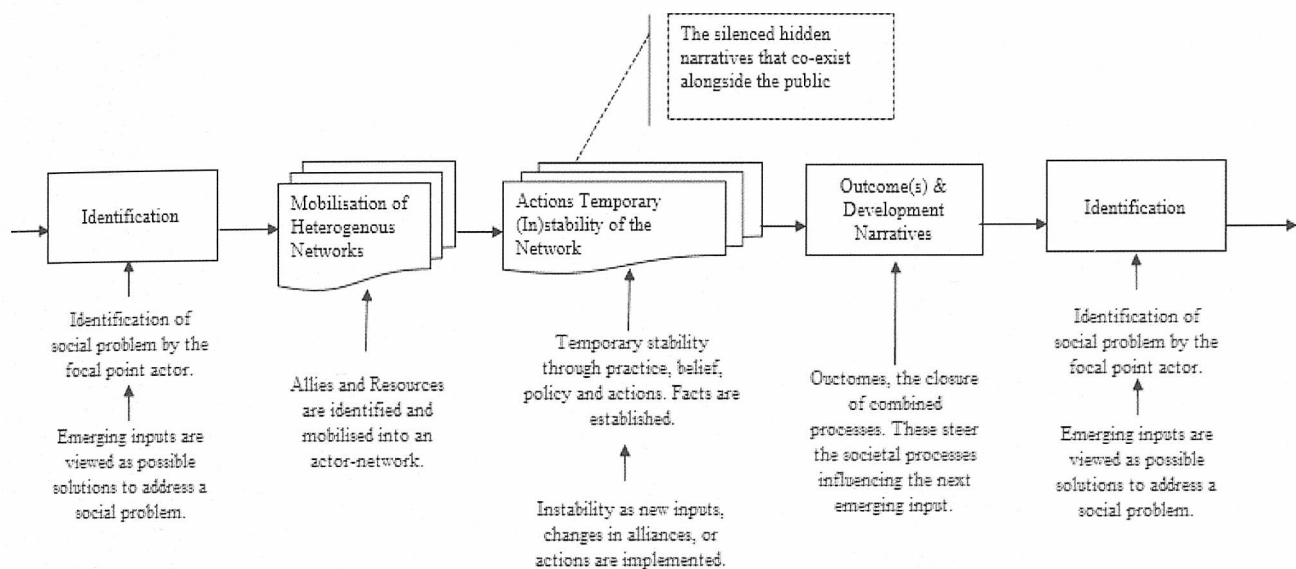 The silenced hidden
narratives that co-exist
alongside the public
Identification
Mobilisation of
Heterogenous
Networks
Actions Temporary
(In)stability of the
Network
Outcome(s) &
Development
Narratives
Identification
Identification of
social problem by the
focal point actor.
Emerging inputs are
viewed as possible
solutions to address a
social problem.
Allies and Resources
are identified and
mobilised into an
actor-network.
Temporary stability
through practice, belief,
policy and actions. Facts are
established.
Instability as new inputs,
changes in alliances, or
actions are implemented.
Ouctomes, the closure
of combined
processes. These steer
the societal processes
influencing the next
emerging input.
Identification of
social problem by the
focal point actor.
Emerging inputs are
viewed as possible
solutions to address a
social problem.